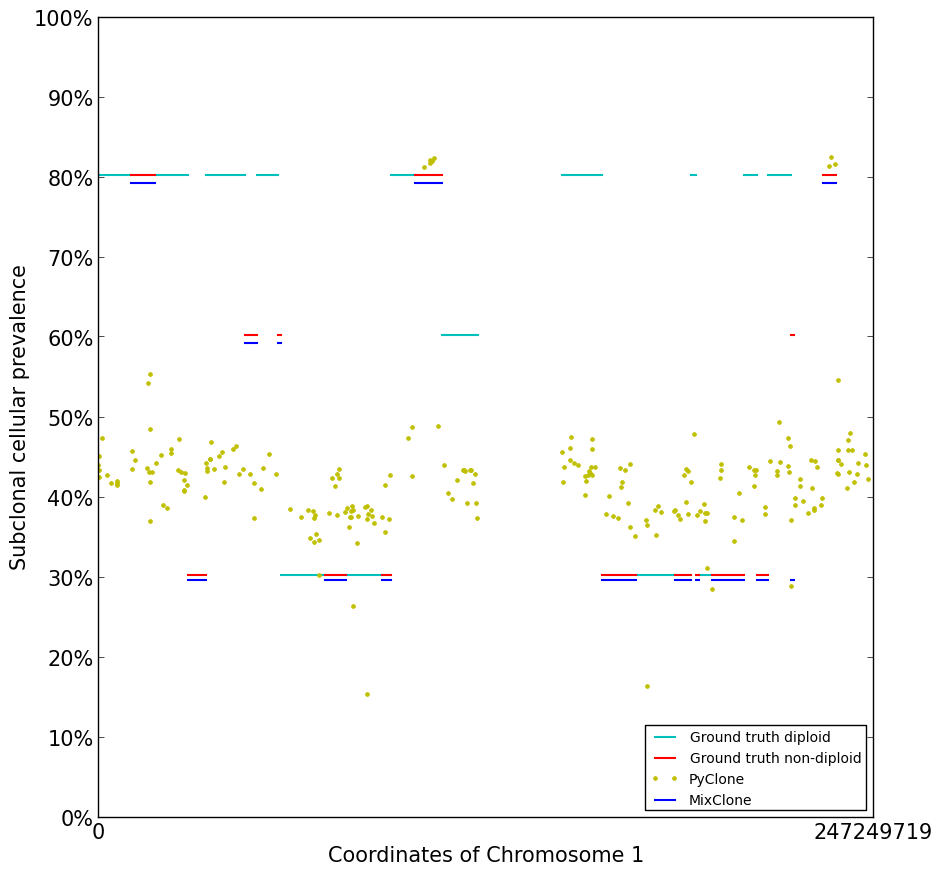 100%
90%
80%
70%
60%
50%
40%
30%
20%
10%
0%
Subclonal cellular prevalence
Ground truth diploid
Ground truth non-diploid
PyClone
MixClone
0
247249719
Coordinates of Chromosome 1